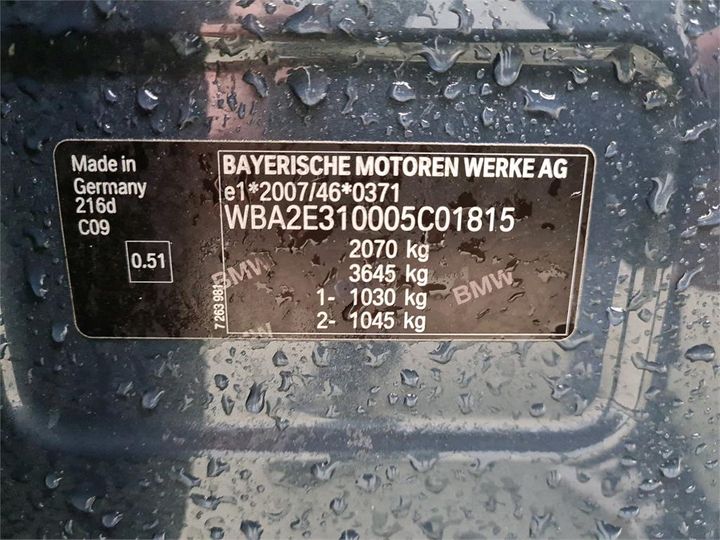 Made in
Germany
216d
C09
0.51
7 263 981
BAYERISCHE MOTOREN WERKE AG
e1*2007/46*0371
WBA2E310005C01815
2070 kg
3645 kg
1- 1030 kg
2- 1045 kg
BMW
BMW